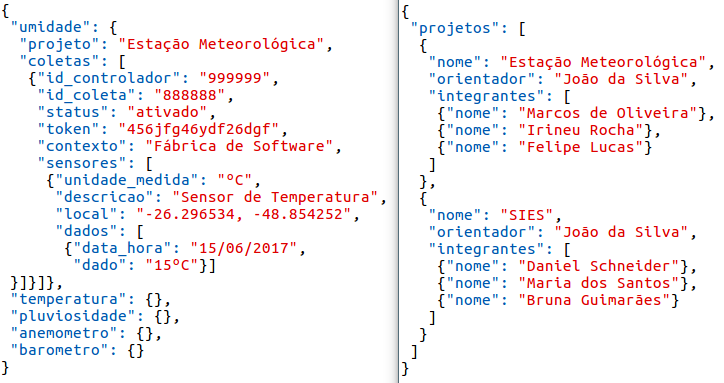 {
"umidade": {
"projeto": "Estação Meteorológica",
"coletas": [
{"id_controlador": "999999",
"id_coleta": "888888",
"status": "ativado",
"token": "456jfg46ydf26dgf",
"contexto": "Fábrica de Software",
"sensores": [
{"unidade_medida": "ºC",
"descricao": "Sensor de Temperatura",
"local": "-26.296534, -48.854252",
"dados": [
{"data_hora": "15/06/2017",
"dado": "15ºC"}]
}]}]},
"temperatura": {},
"pluviosidade": {},
"anemometro": {},
"barometro": {}
}
{
"projetos": [
{
"nome": "Estação Meteorológica",
"orientador": "João da Silva",
"integrantes": [
{"nome": "Marcos de Oliveira"},
{"nome": "Irineu Rocha"},
{"nome": "Felipe Lucas"}
]
},
{
"nome": "SIES",
"orientador": "João da Silva",
"integrantes": [
{"nome": "Daniel Schneider"},
{"nome": "Maria dos Santos"},
{"nome": "Bruna Guimarães"}
]
}
]
}